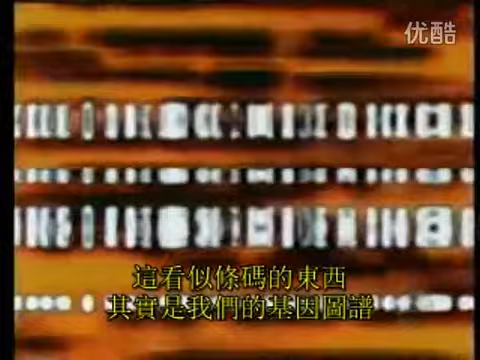 优酷
這看似條碼的東西
其實是我們的基因圖譜